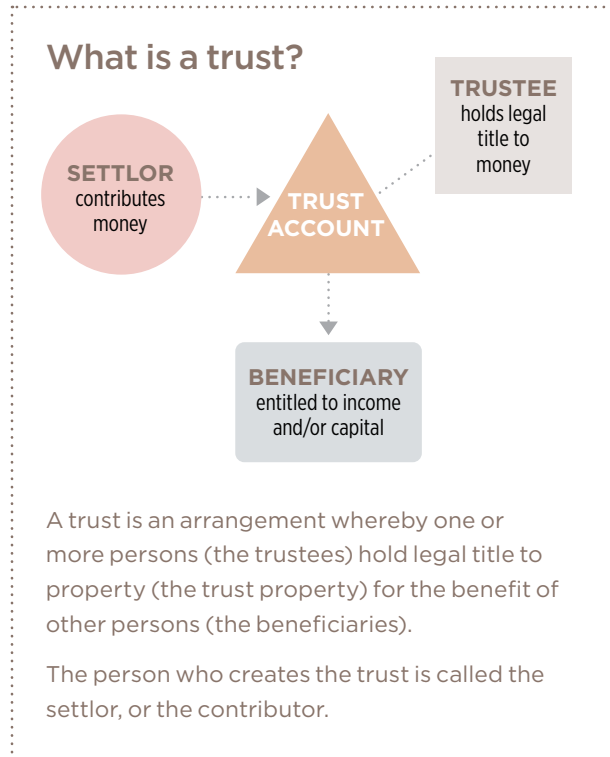 What is a trust?
SETTLOR
contributes
money
TRUST
ACCOUNT
TRUSTEE
holds legal
title to
money
BENEFICIARY
entitled to income
and/or capital
A trust is an arrangement whereby one or
more persons (the trustees) hold legal title to
property (the trust property) for the benefit of
other persons (the beneficiaries).
The person who creates the trust is called the
settlor, or the contributor.